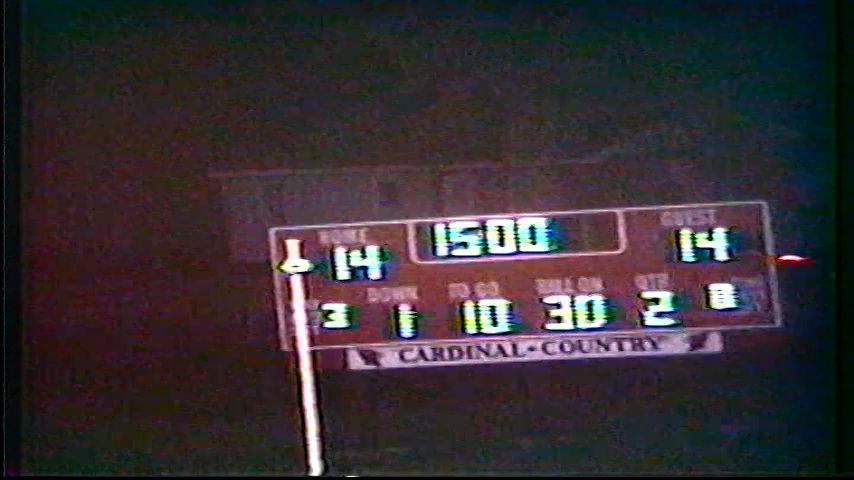 HOME 1500 GUEST
14 14
DOWN TO GO BALL ON QTR
3 1 10 30 2 8
CARDINAL • COUNTRY